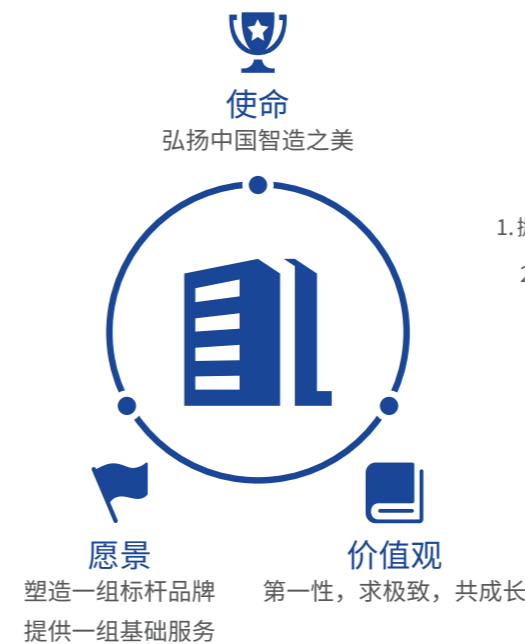 使命
弘扬中国智造之美
1.
2
愿景
塑造一组标杆品牌
提供一组基础服务
价值观
第一性，求极致，共成长